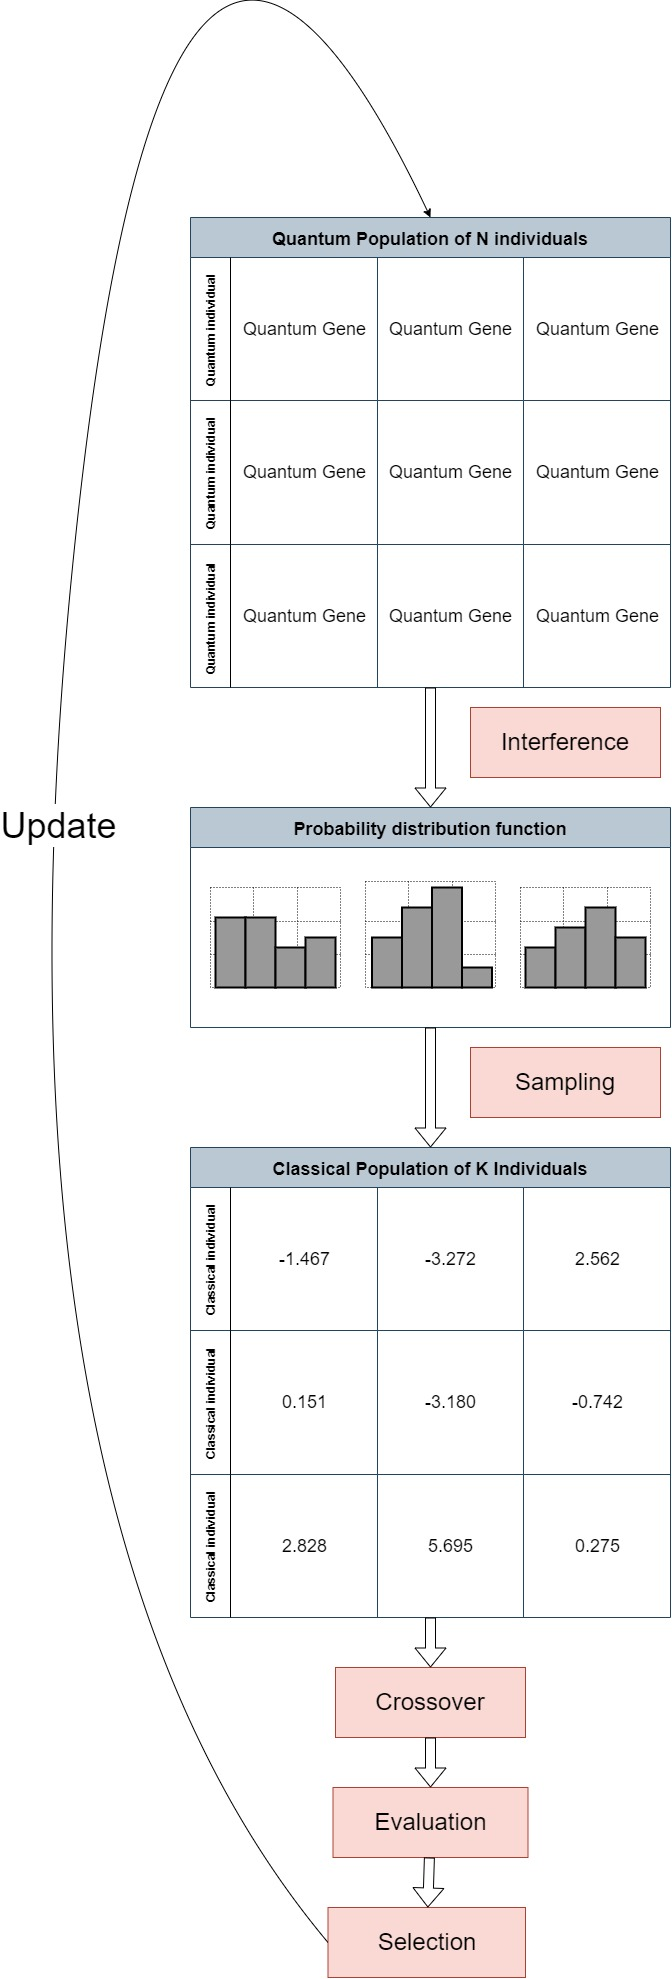 Quantum Population of N individuals
Quantum individual
Quantum Gene
Quantum Gene
Quantum Gene
Quantum individual
Quantum Gene
Quantum Gene
Quantum Gene
Quantum individual
Quantum Gene
Quantum Gene
Quantum Gene
Interference
Update
Probability distribution function
Sampling
Classical Population of K Individuals
Classical individual
-1.467
-3.272
2.562
Classical individual
0.151
-3.180
-0.742
Classical individual
2.828
5.695
0.275
Crossover
Evaluation
Selection